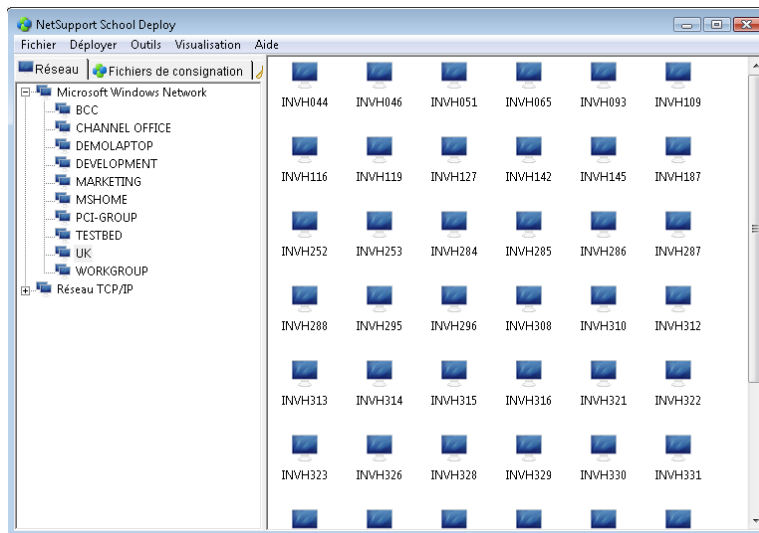 NetSupport School Deploy
Fichier Déployer Outils Visualisation Aide
Réseau Fichiers de consignation
Microsoft Windows Network
BCC
CHANNEL OFFICE
DEMOLAPTOP
DEVELOPMENT
MARKETING
MSHOME
PCI-GROUP
TESTBED
UK
WORKGROUP
Réseau TCP/IP
INVH044 INVH046 INVH051 INVH065 INVH093 INVH109
INVH116 INVH119 INVH127 INVH142 INVH145 INVH187
INVH252 INVH253 INVH284 INVH285 INVH286 INVH287
INVH288 INVH295 INVH296 INVH308 INVH310 INVH312
INVH313 INVH314 INVH315 INVH316 INVH321 INVH322
INVH323 INVH326 INVH328 INVH329 INVH330 INVH331